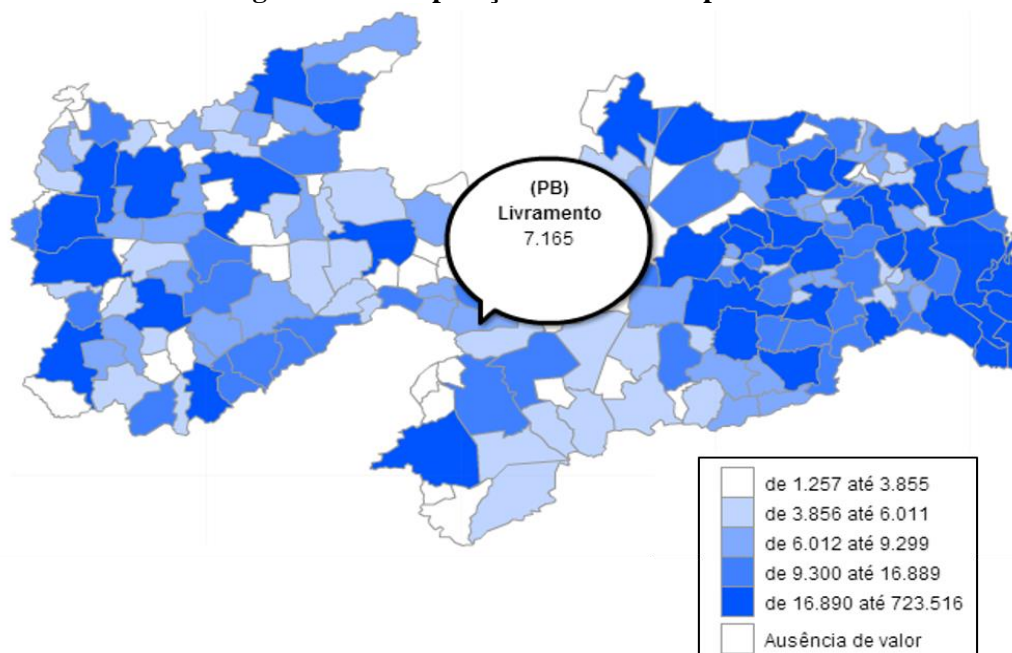 (PB)
Livramento
7.165
de 1.257 até 3.855
de 3.856 até 6.011
de 6.012 até 9.299
de 9.300 até 16.889
de 16.890 até 723.516
Ausência de valor